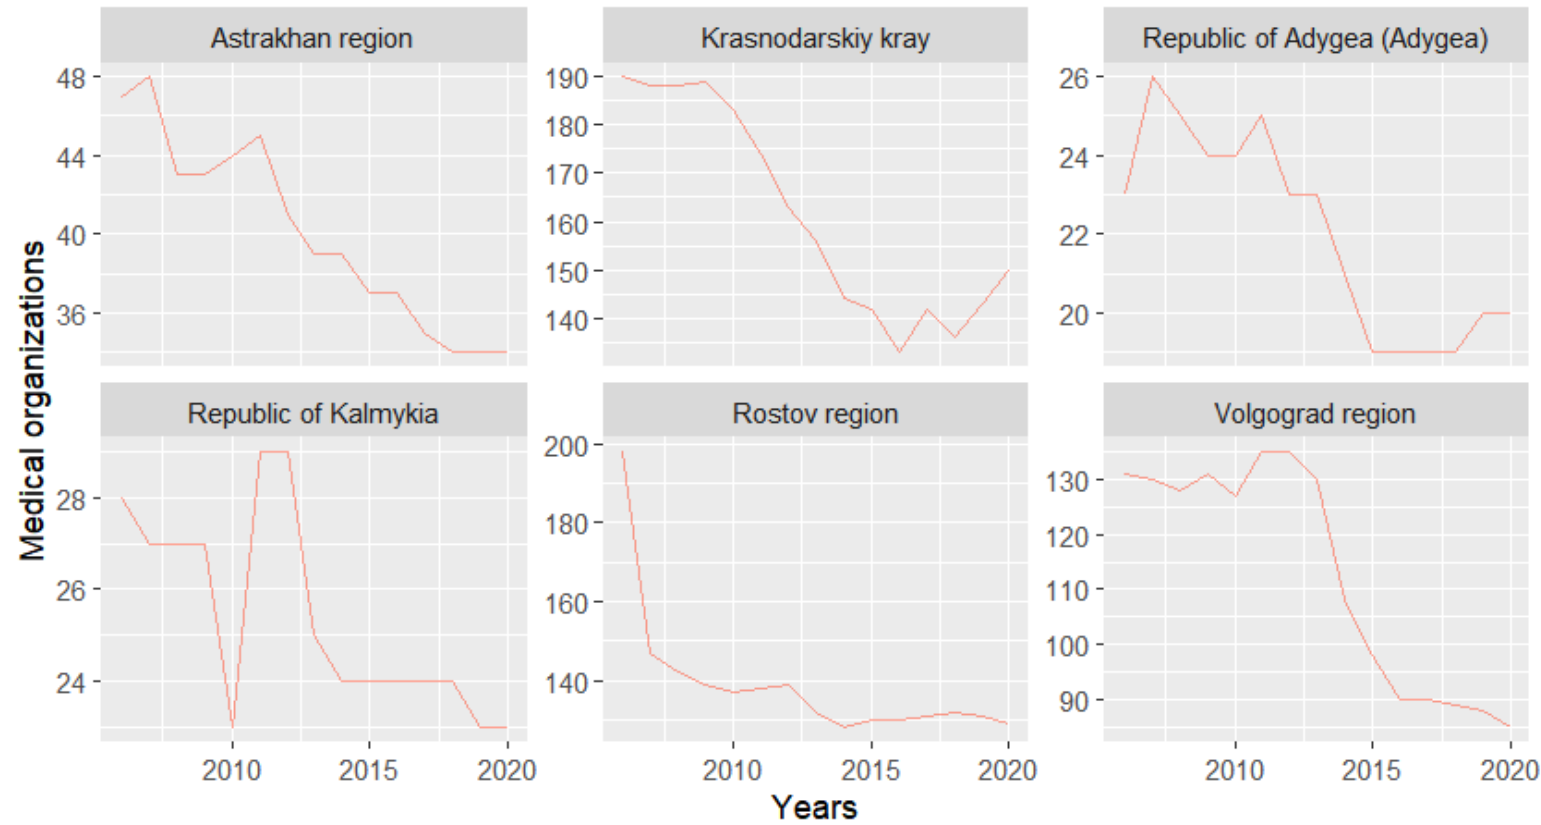 Medical organizations
Astrakhan region
48
44
40
36
Krasnodarskiy kray
190
180
170
160
150
140
Republic of Adygea (Adygea)
26
24
22
20
Republic of Kalmykia
28
26
24
2010 2015 2020
Rostov region
200
180
160
140
2010 2015 2020
Volgograd region
130
120
110
100
90
2010 2015 2020
Years